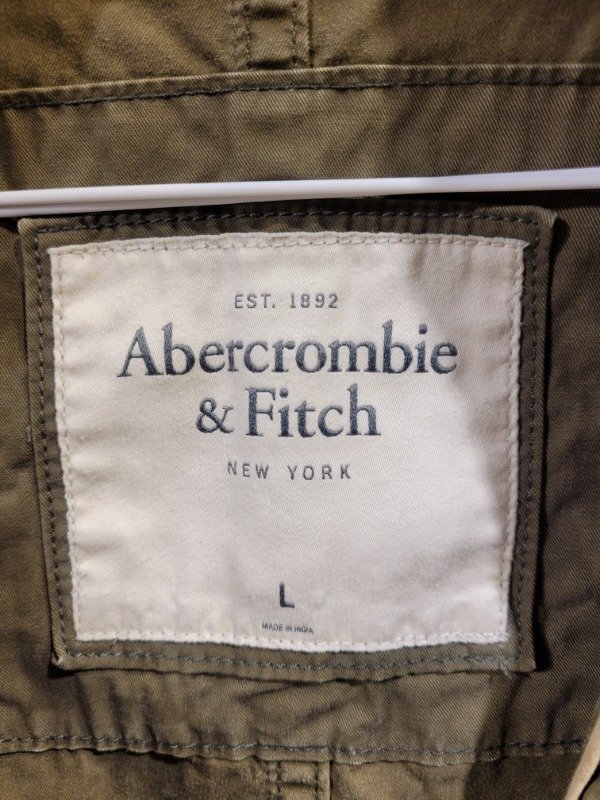 EST. 1892
Abercrombie
& Fitch
NEW YORK
L
MADE IN INDIA